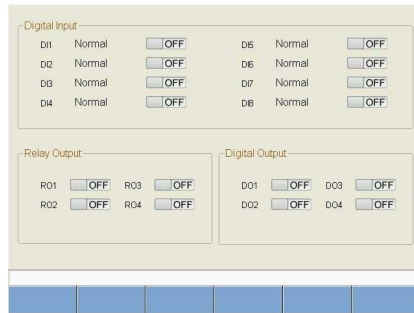 Digital Input
DI1 Normal OFF DI5 Normal OFF
DI2 Normal OFF DI6 Normal OFF
DI3 Normal OFF DI7 Normal OFF
DI4 Normal OFF DI8 Normal OFF
Relay Output
RO1 OFF RO3 OFF
RO2 OFF RO4 OFF
Digital Output
DO1 OFF DO3 OFF
DO2 OFF DO4 OFF